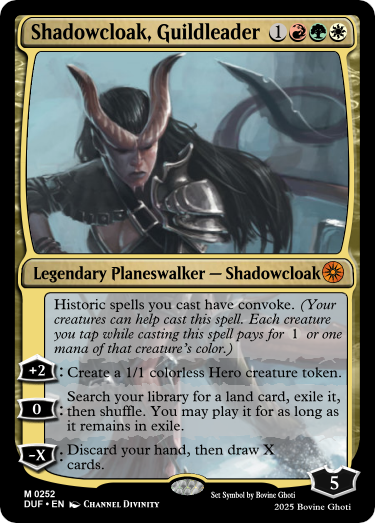 Shadowcloak, Guildleader 1
Legendary Planeswalker — Shadowcloak
Historic spells you cast have convoke. (Your
creatures can help cast this spell. Each creature
you tap while casting this spell pays for 1 or one
mana of that creature's color.)
+2: Create a 1/1 colorless Hero creature token.
Search your library for a land card, exile it,
0: then shuffle. You may play it for as long as
it remains in exile.
-X: Discard your hand, then draw X
cards.
5
M 0252
DUF • EN Channel Divinity
Set Symbol by Bovine Ghoti
2025 Bovine Ghoti